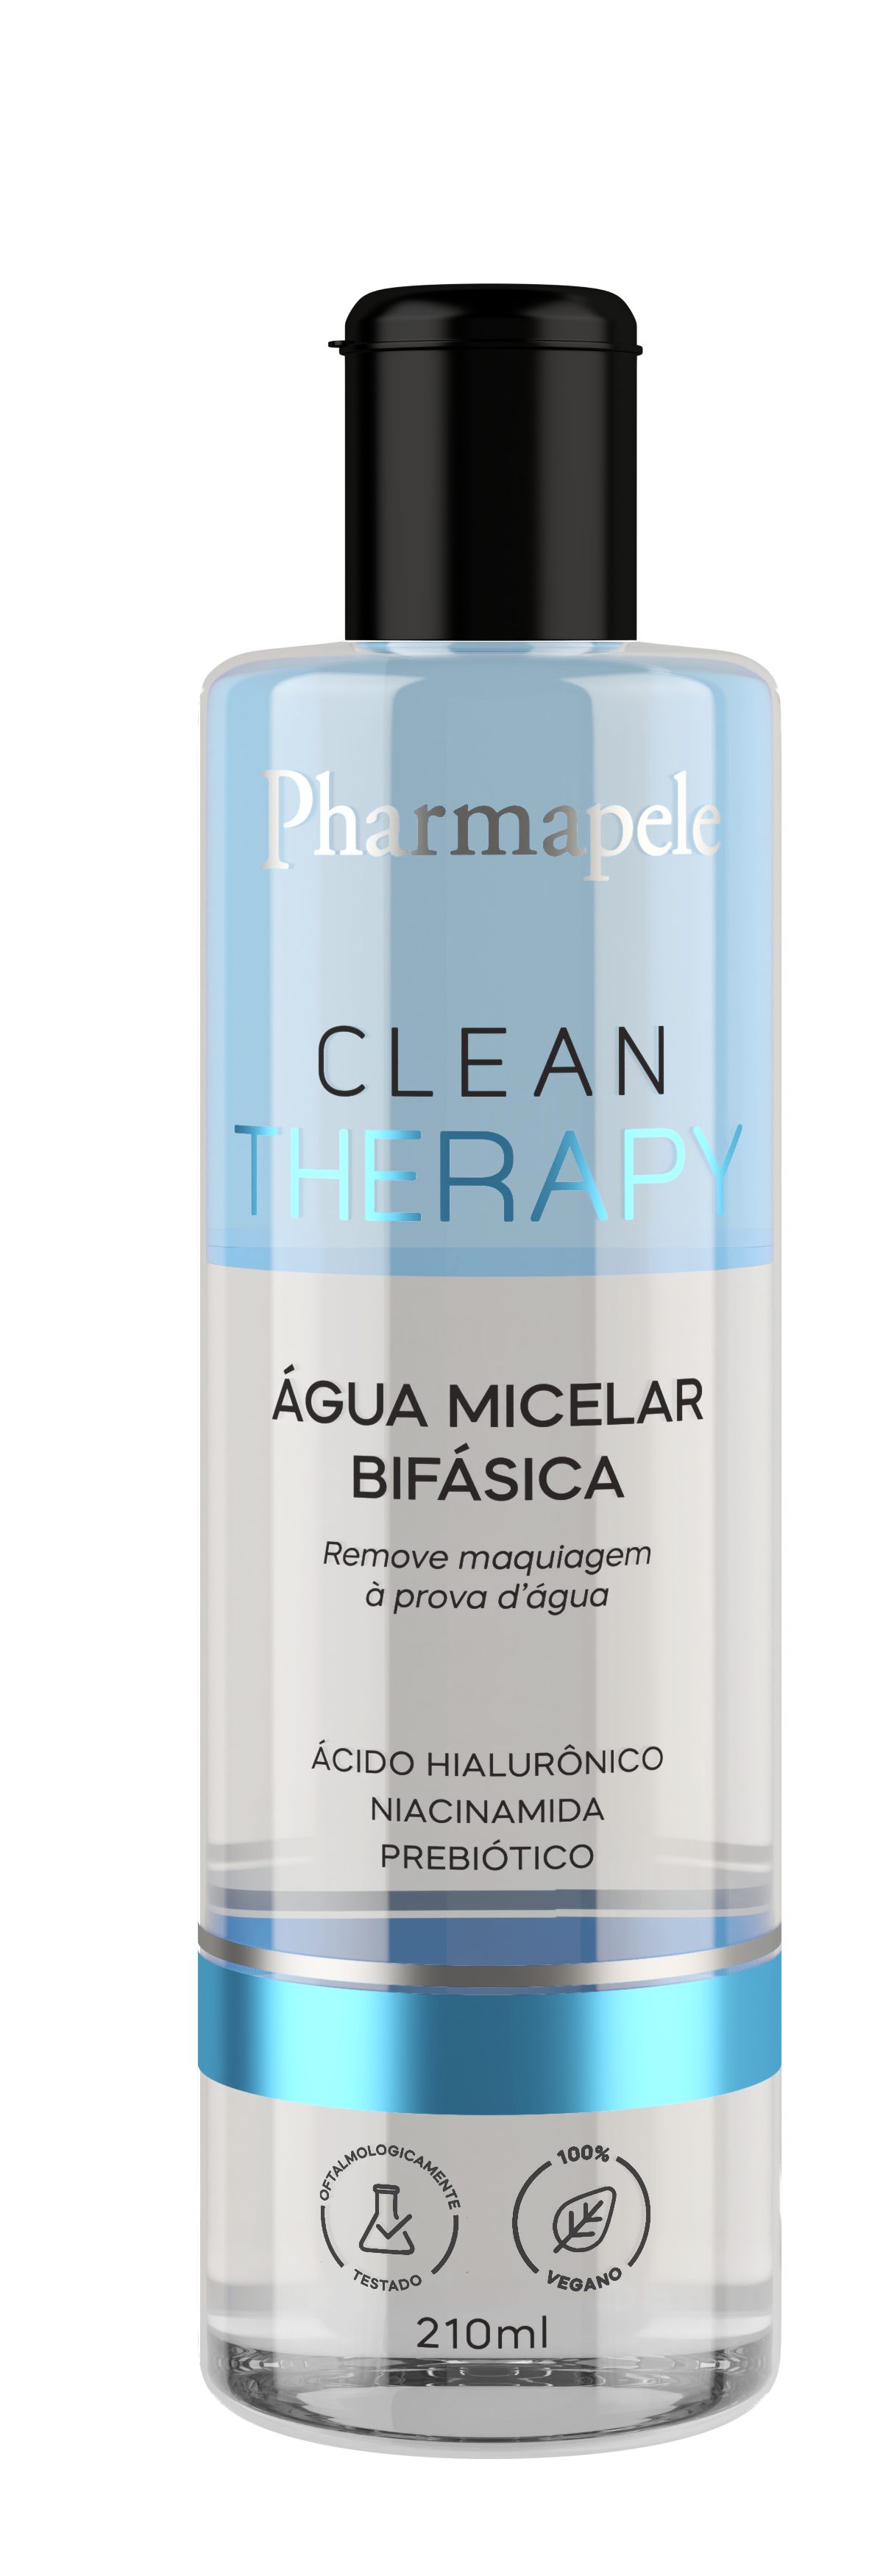 Pharmapele
CLEAN
THERAPY
ÁGUA MICELAR
BIFÁSICA
Remove maquiagem
à prova d'água
ÁCIDO HIALURÔNICO
NIACINAMIDA
PREBIÓTICO
OFTALMOLOGICAMENTE
TESTADO
100%
VEGANO
210ml